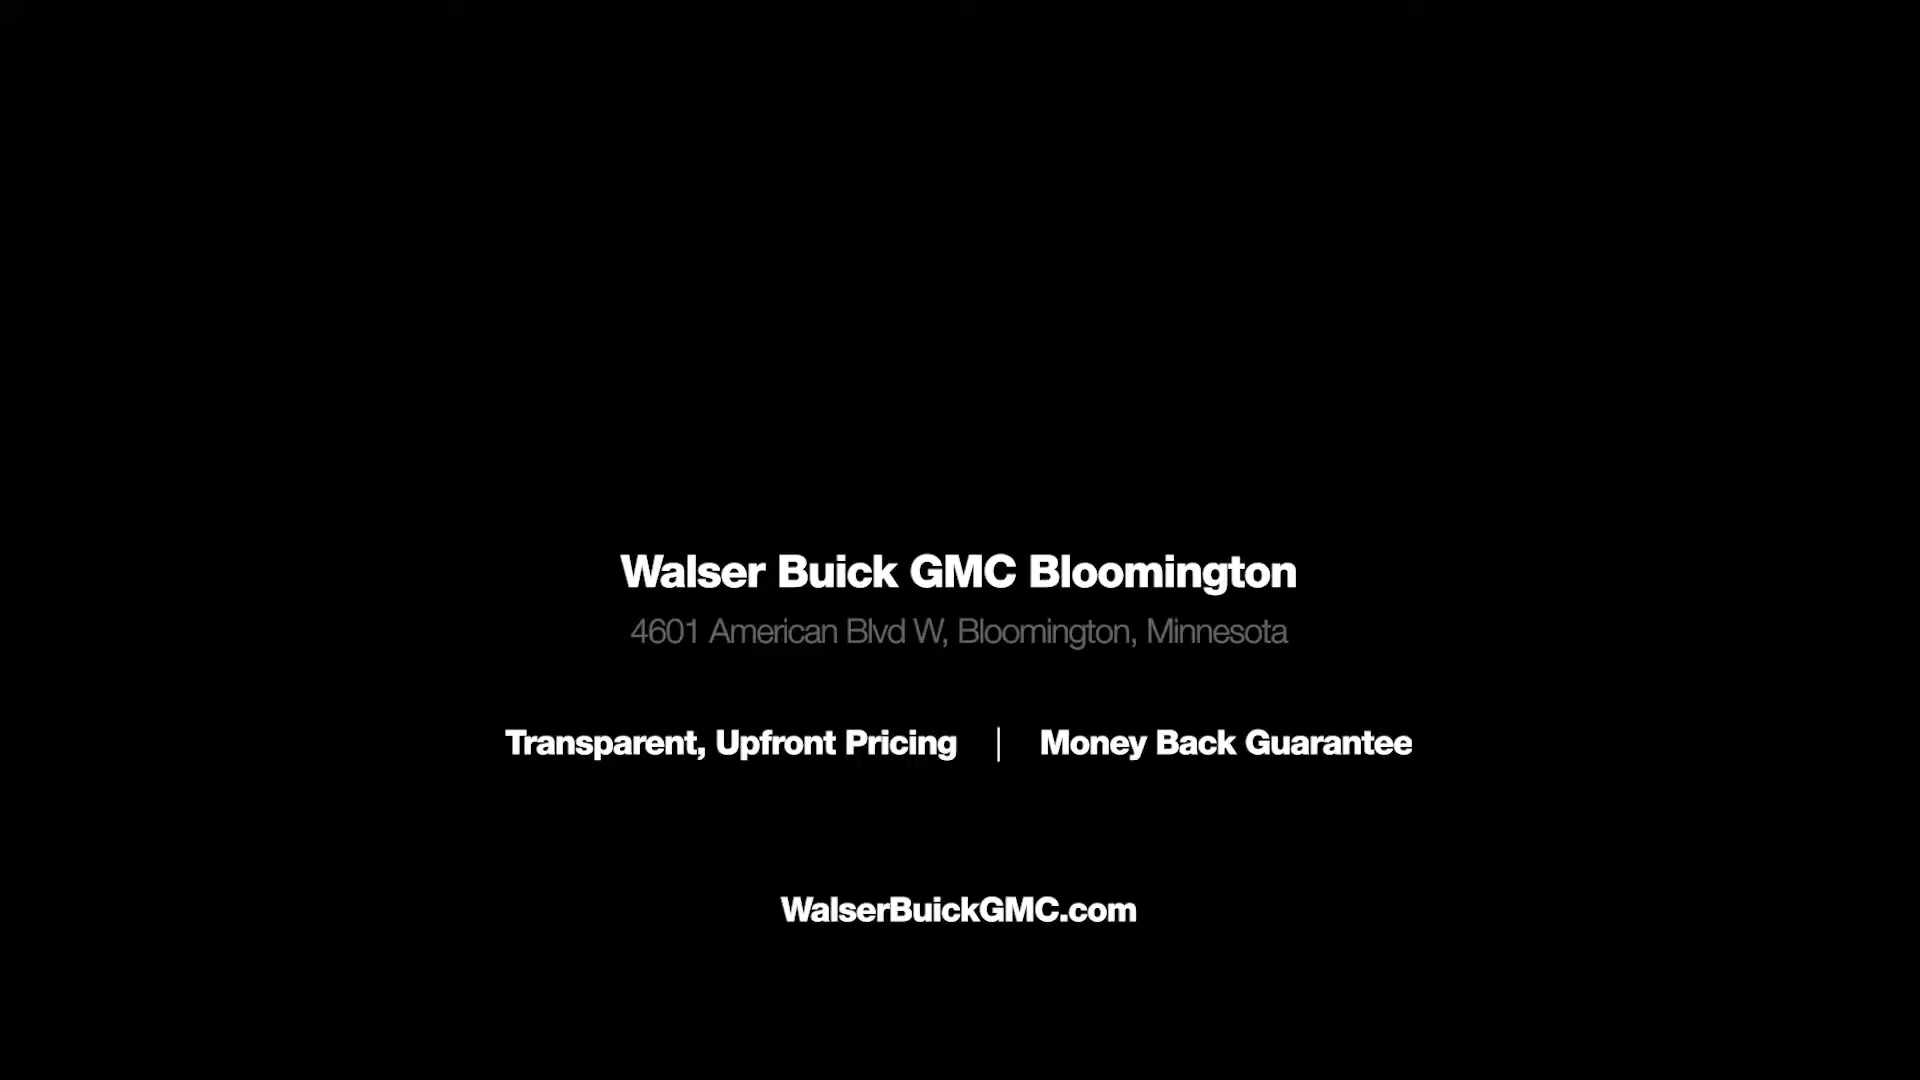 Walser Buick GMC Bloomington
4601 American Blvd W, Bloomington, Minnesota
Transparent, Upfront Pricing | Money Back Guarantee
WalserBuickGMC.com